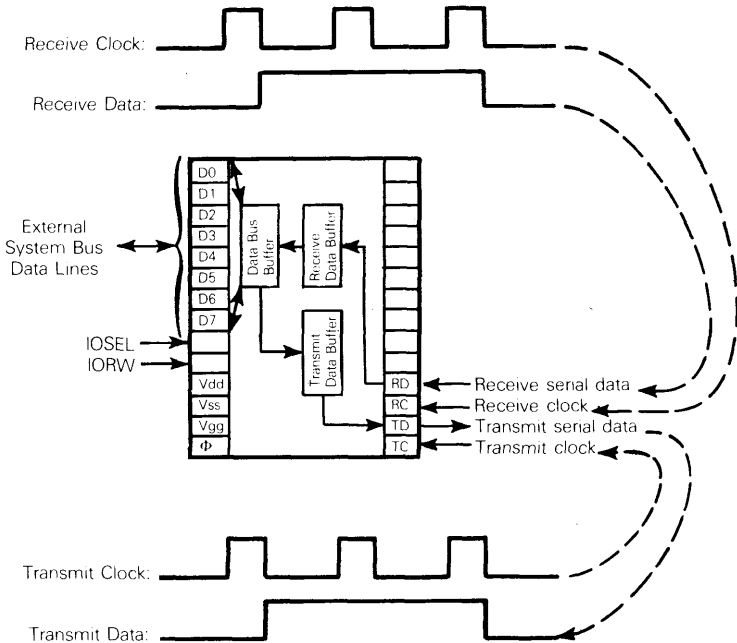 Receive Clock:
Receive Data:
D0
D1
D2
D3
D4
D5
D6
D7
Vdd
Vss
Vgg
Φ
External
System Bus
Data Lines
IOSEL
IORW
Data Bus
Buffer
Receive
Data Buffer
Transmit
Data Buffer
RD
RC
TD
TC
Receive serial data
Receive clock
Transmit serial data
Transmit clock
Transmit Clock:
Transmit Data: